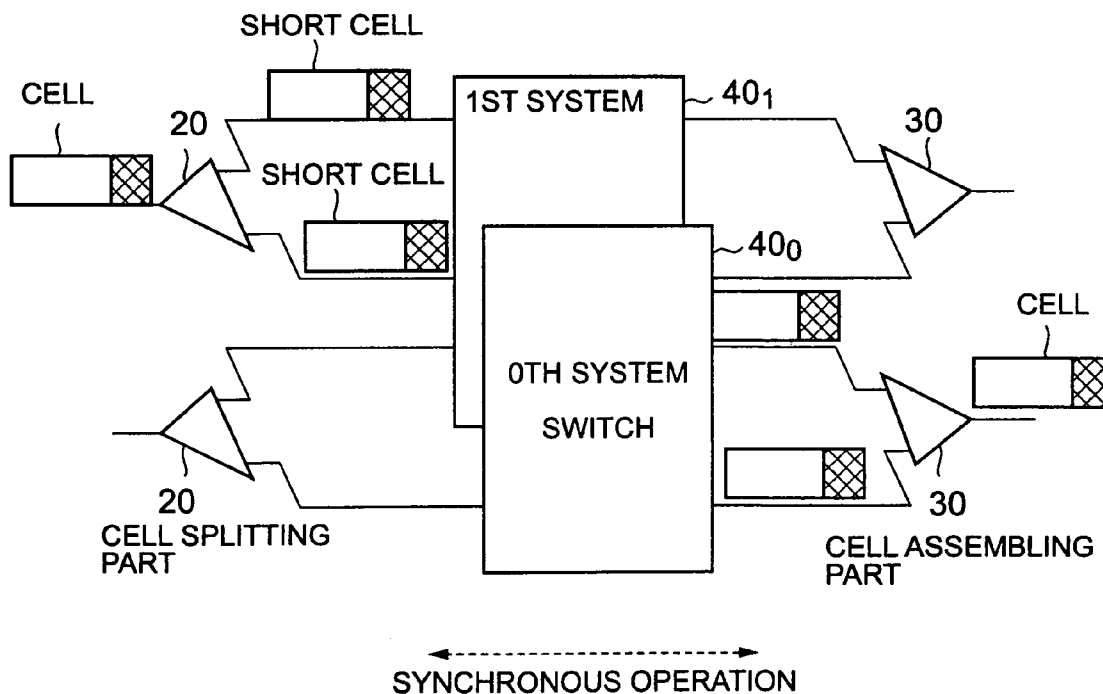 SHORT CELL
CELL
20
1ST SYSTEM
40₁
30
SHORT CELL
40₀
CELL
0TH SYSTEM
SWITCH
20
30
CELL SPLITTING
PART
CELL ASSEMBLING
PART
SYNCHRONOUS OPERATION